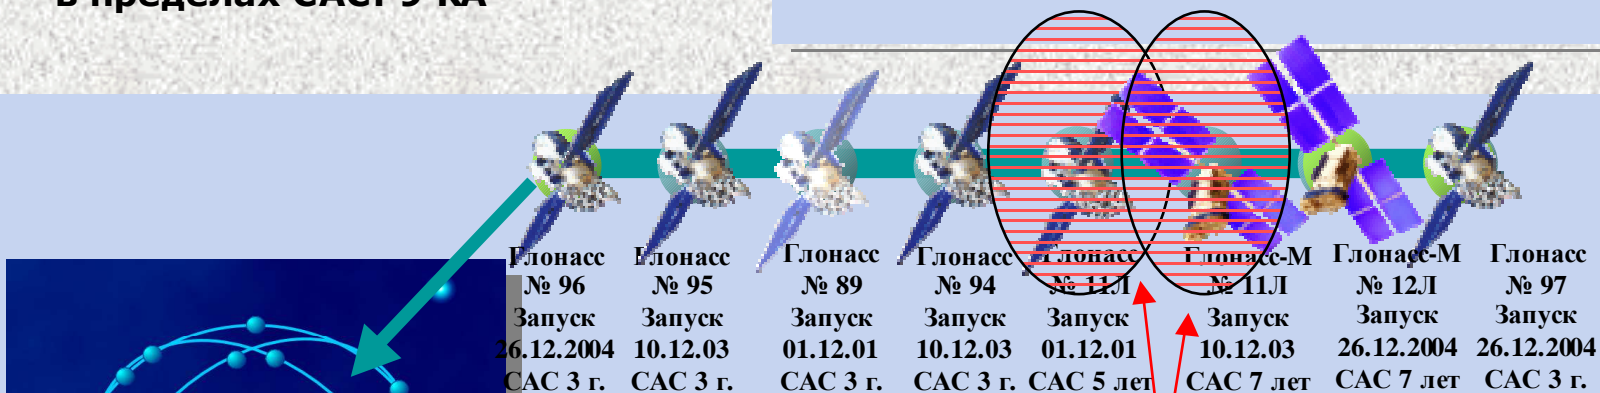 в пределах САС: 9 КА
Глонасс
№ 96
Запуск
26.12.2004
САС 3 г.
Глонасс
№ 95
Запуск
10.12.03
САС 3 г.
Глонасс
№ 89
Запуск
01.12.01
САС 3 г.
Глонасс
№ 94
Запуск
10.12.03
САС 3 г.
Глонасс
№ 11Л
Запуск
01.12.01
САС 5 лет
Глонасс-М
№ 11Л
Запуск
10.12.03
САС 7 лет
Глонасс-М
№ 12Л
Запуск
26.12.2004
САС 7 лет
Глонасс
№ 97
Запуск
26.12.2004
САС 3 г.